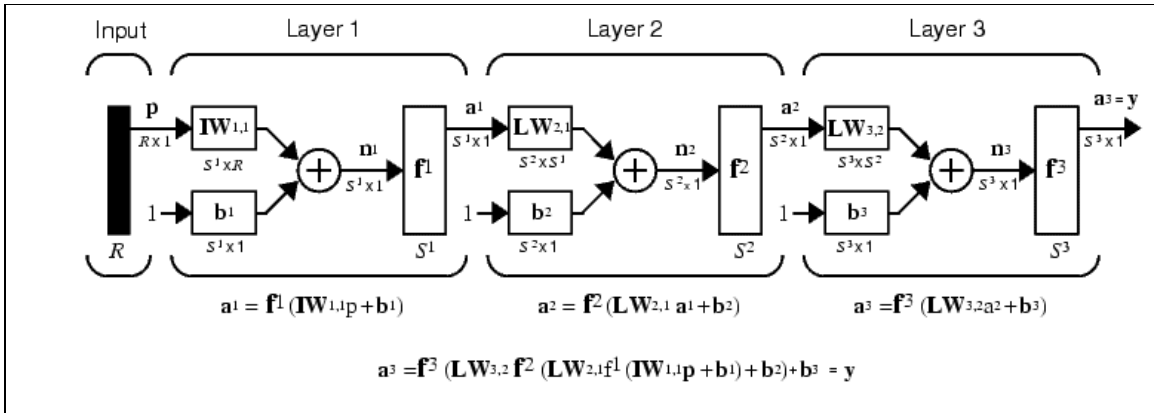 Input Layer 1 Layer 2 Layer 3
p a¹ a² a³ = y
IW1,1 LW2,1 LW3,2
R x 1 n¹ S¹ x 1 n² S² x 1 n³ S³ x 1
S¹ x R f¹ S² x S¹ f² S³ x S² f³
S¹ x 1 S² x 1 S³ x 1
1 b¹ 1 b² 1 b³
R S¹ x 1 S¹ S² x 1 S² S³ x 1 S³
a¹ = f¹ (IW1,1p + b¹) a² = f² (LW2,1 a¹ + b²) a³ = f³ (LW3,2a² + b³)
a³ = f³ (LW3,2 f² (LW2,1f¹ (IW1,1p + b¹) + b²) + b³ = y